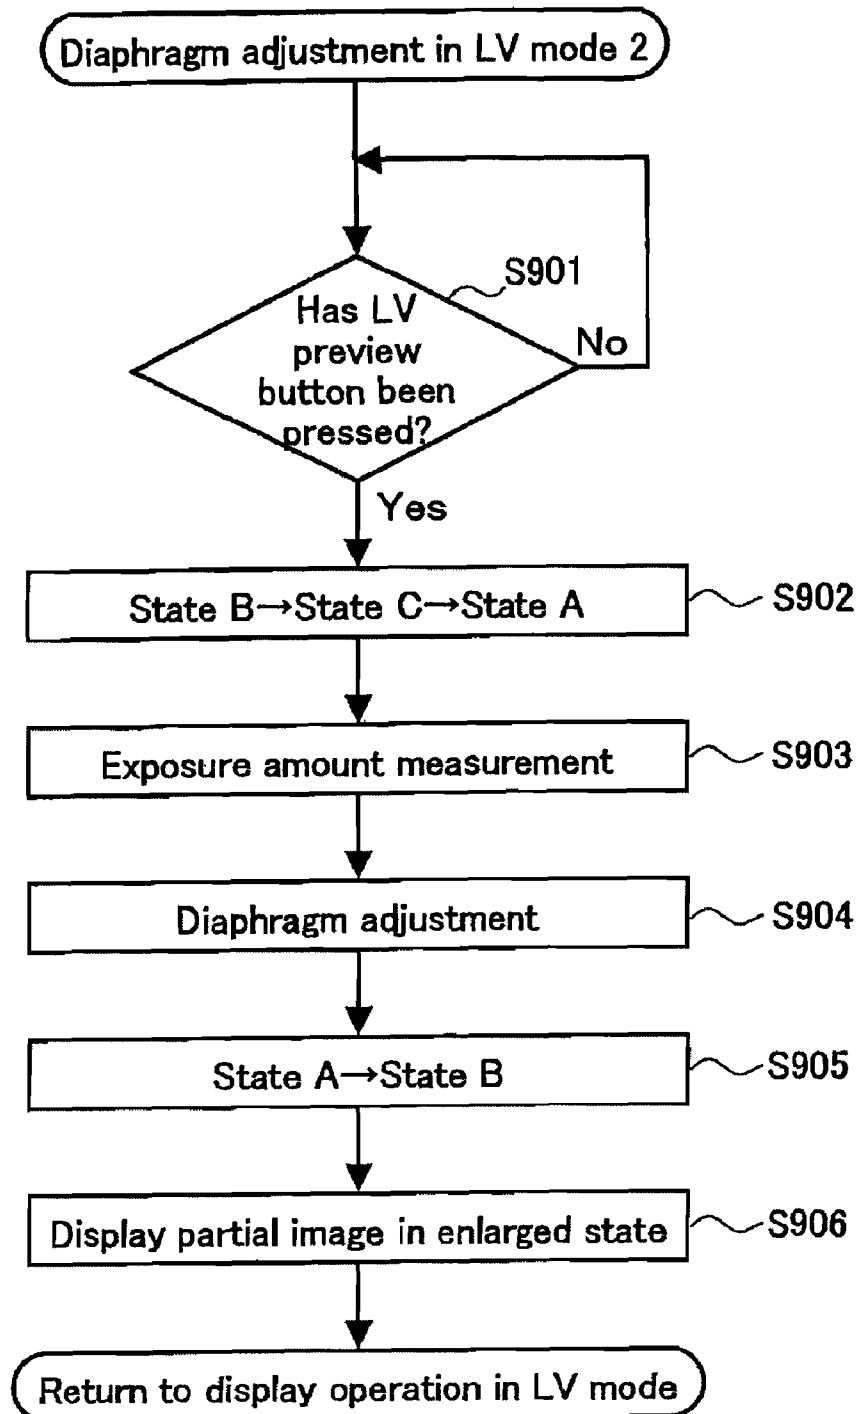 Diaphragm adjustment in LV mode 2
S901
Has LV
preview
button been
pressed?
No
Yes
State B→State C→State A
S902
Exposure amount measurement
S903
Diaphragm adjustment
S904
State A→State B
S905
Display partial image in enlarged state
S906
Return to display operation in LV mode